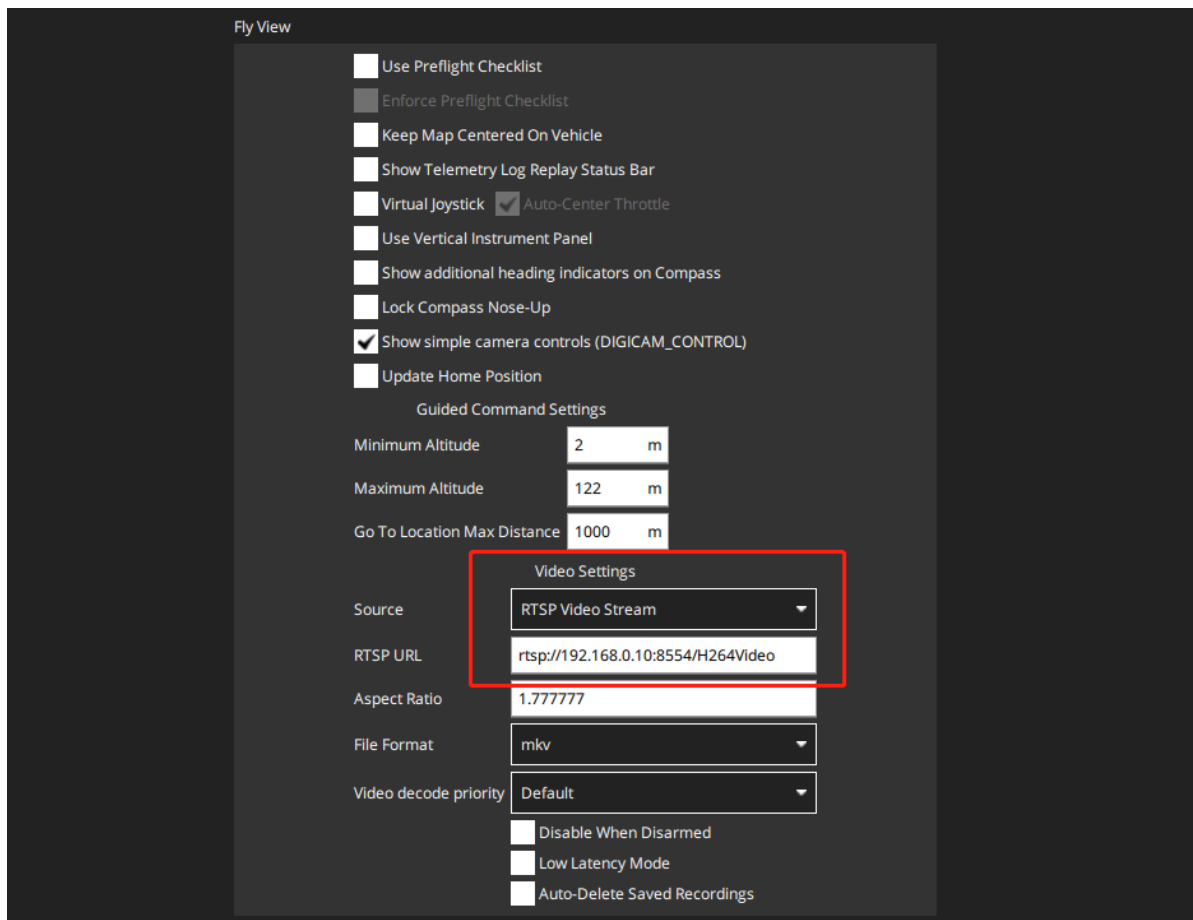 Fly View
Use Preflight Checklist
Enforce Preflight Checklist
Keep Map Centered On Vehicle
Show Telemetry Log Replay Status Bar
Virtual Joystick Auto-Center Throttle
Use Vertical Instrument Panel
Show additional heading indicators on Compass
Lock Compass Nose-Up
Show simple camera controls (DIGICAM_CONTROL)
Update Home Position
Guided Command Settings
Minimum Altitude 2 m
Maximum Altitude 122 m
Go To Location Max Distance 1000 m
Video Settings
Source RTSP Video Stream
RTSP URL rtsp://192.168.0.10:8554/H264Video
Aspect Ratio 1.777777
File Format mkv
Video decode priority Default
Disable When Disarmed
Low Latency Mode
Auto-Delete Saved Recordings